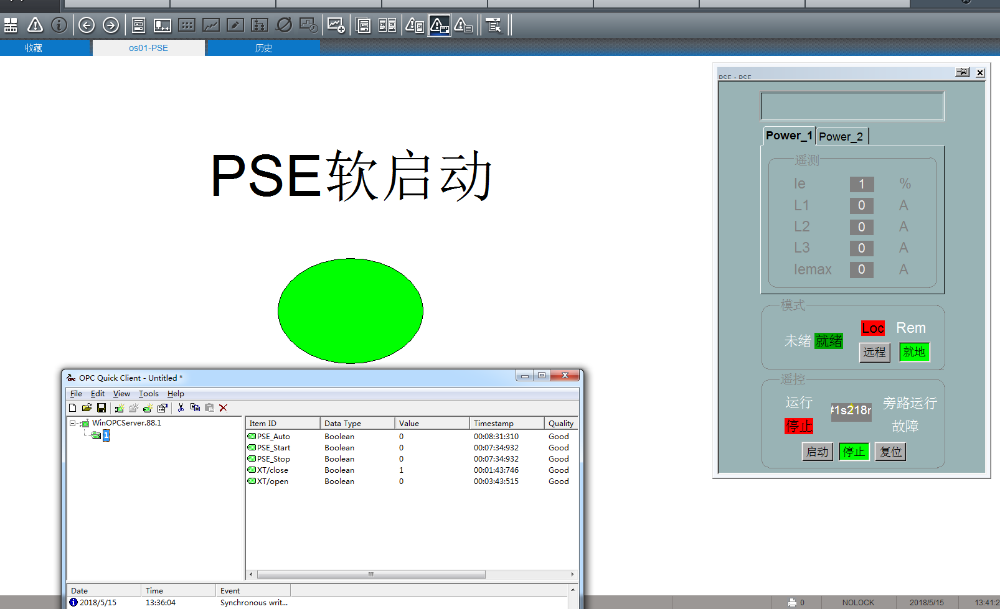 收藏
os01-PSE
历史
PSE : PSE
PSE软启动
Power_1
Power_2
遥测
Ie 1 %
L1 0 A
L2 0 A
L3 0 A
Iemax 0 A
模式
未绪 就绪
Loc Rem
远程 就地
遥控
运行
停止
1s218
旁路运行
故障
启动 停止 复位
OPC Quick Client - Untitled *
File Edit View Tools Help
WinOPCServer.88.1
1
Item ID Data Type Value Timestamp Quality
PSE_Auto Boolean 0 00:08:31:310 Good
PSE_Start Boolean 0 00:07:34:932 Good
PSE_Stop Boolean 0 00:07:34:932 Good
XT/close Boolean 1 00:01:43:746 Good
XT/open Boolean 0 00:03:43:515 Good
Date Time Event
2018/5/15 13:36:04 Synchronous writ...
0 NOLOCK 2018/5/15 13:41:2